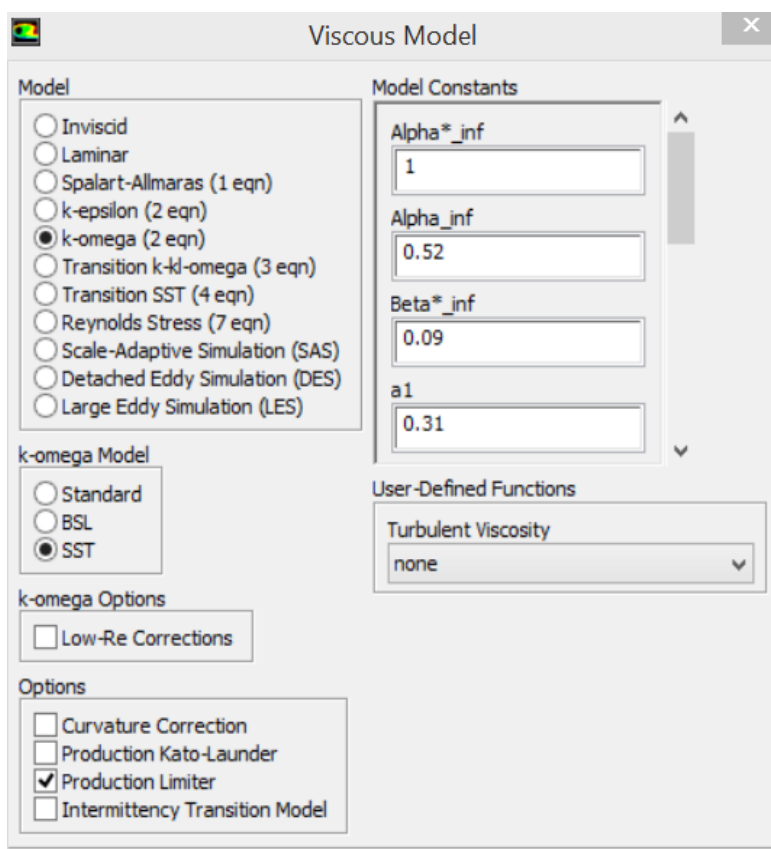 Viscous Model
Model
Inviscid
Laminar
Spalart-Allmaras (1 eqn)
k-epsilon (2 eqn)
k-omega (2 eqn)
Transition k-kl-omega (3 eqn)
Transition SST (4 eqn)
Reynolds Stress (7 eqn)
Scale-Adaptive Simulation (SAS)
Detached Eddy Simulation (DES)
Large Eddy Simulation (LES)
k-omega Model
Standard
BSL
SST
k-omega Options
Low-Re Corrections
Options
Curvature Correction
Production Kato-Launder
Production Limiter
Intermittency Transition Model
Model Constants
Alpha*_inf
1
Alpha_inf
0.52
Beta*_inf
0.09
a1
0.31
User-Defined Functions
Turbulent Viscosity
none